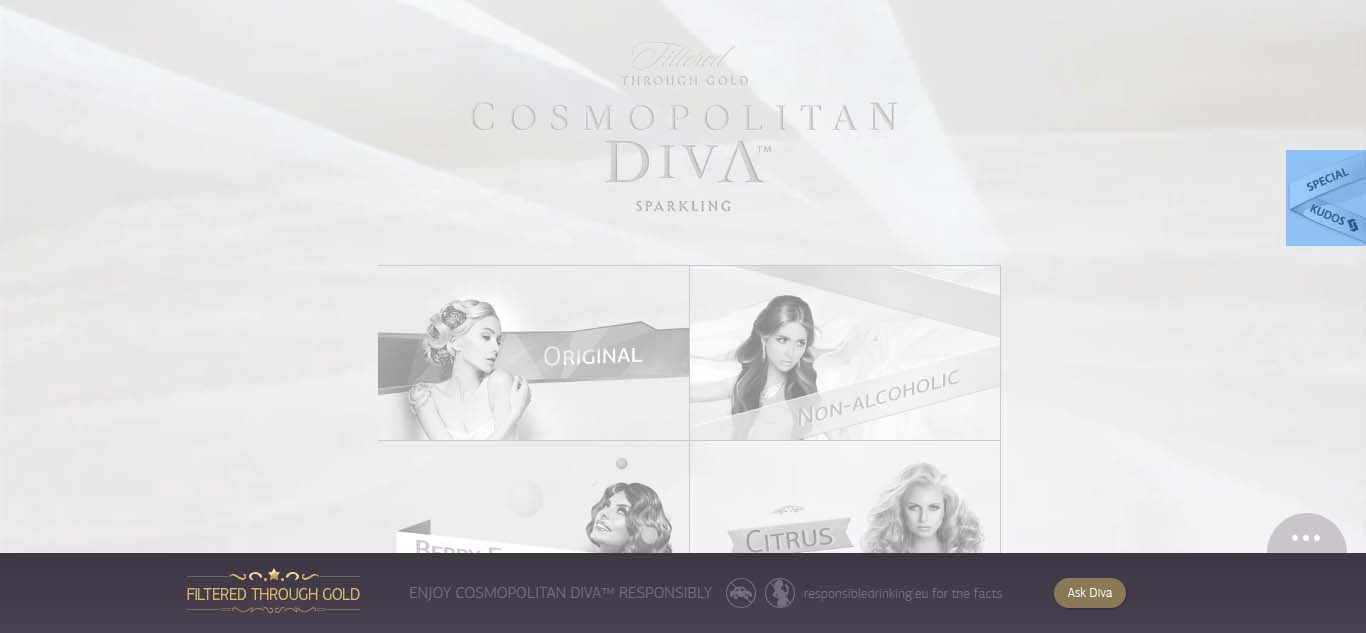 Filtered
THROUGH GOLD
COSMOPOLITAN
DIVA™
SPARKLING
SPECIAL
KUDOS
ORIGINAL
NON-ALCOHOLIC
BERRY
CITRUS
FILTERED THROUGH GOLD
ENJOY COSMOPOLITAN DIVA™ RESPONSIBLY
responsibledrinking.eu for the facts
Ask Diva